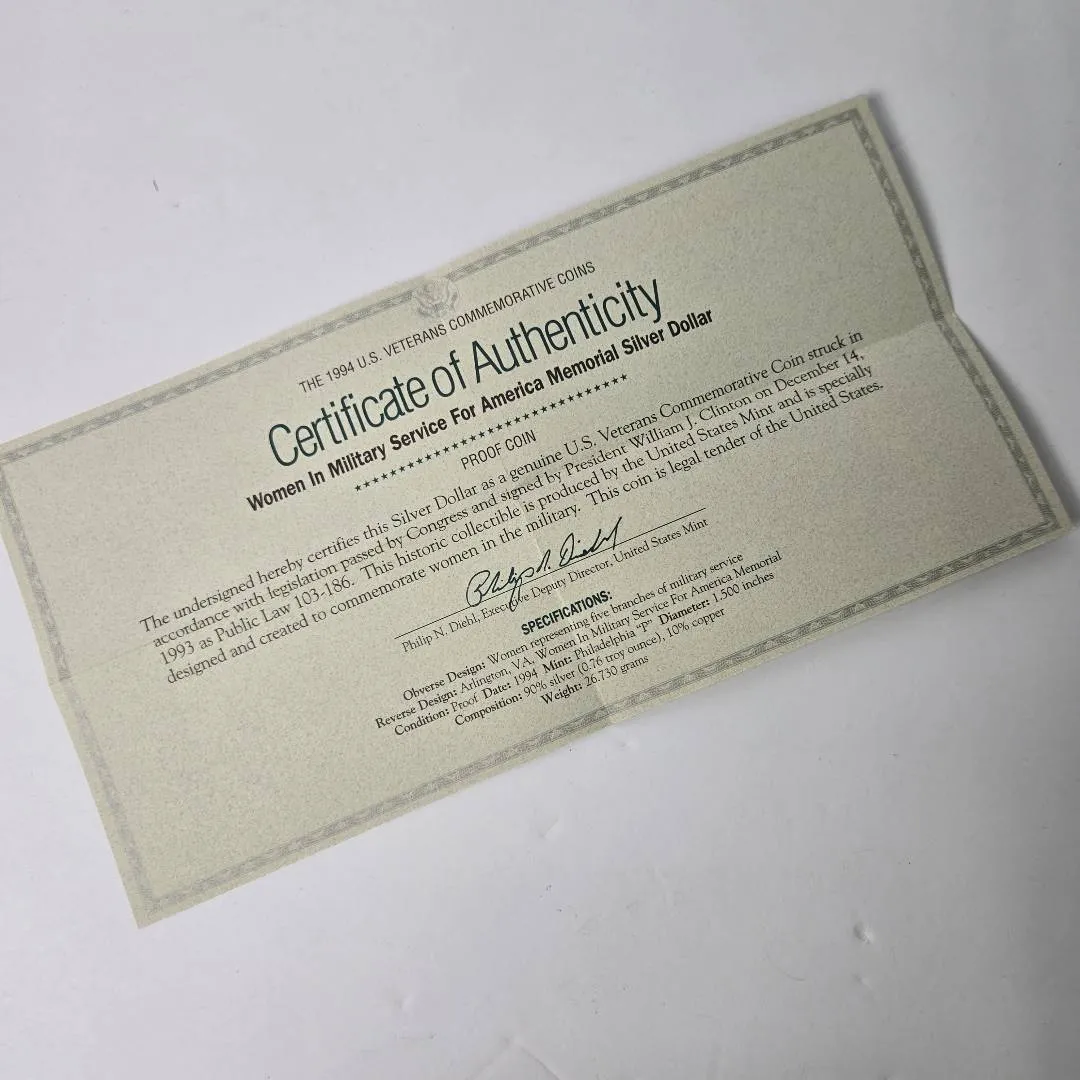 THE 1994 U.S. VETERANS COMMEMORATIVE COINS
Certificate of Authenticity
Women In Military Service For America Memorial Silver Dollar
PROOF COIN
The undersigned hereby certifies this Silver Dollar as a genuine U.S. Veterans Commemorative Coin struck in
accordance with legislation passed by Congress and signed by President William J. Clinton on December 14,
1993 as Public Law 103-186. This historic collectible is produced by the United States Mint and is specially
designed and created to commemorate women in the military. This coin is legal tender of the United States.
Philip N. Diehl
Philip N. Diehl, Executive Deputy Director, United States Mint
SPECIFICATIONS:
Obverse Design: Women representing five branches of military service
Reverse Design: Arlington, VA, Women In Military Service For America Memorial
Condition: Proof Date: 1994 Mint: Philadelphia "P" Diameter: 1.500 inches
Composition: 90% silver (0.76 troy ounce), 10% copper
Weight: 26.730 grams